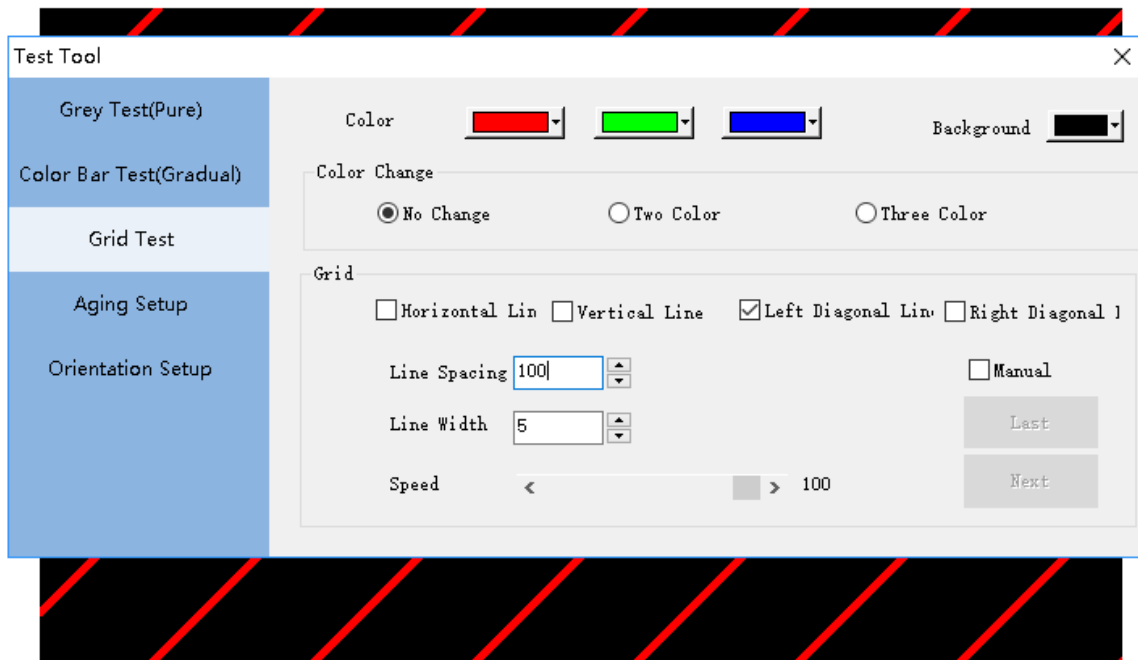 Test Tool
Grey Test(Pure)
Color Bar Test(Gradual)
Grid Test
Aging Setup
Orientation Setup
Color
Background
Color Change
No Change
Two Color
Three Color
Grid
Horizontal Lin
Vertical Line
Left Diagonal Lin
Right Diagonal l
Line Spacing 100
Manual
Line Width 5
Last
Speed 100
Next